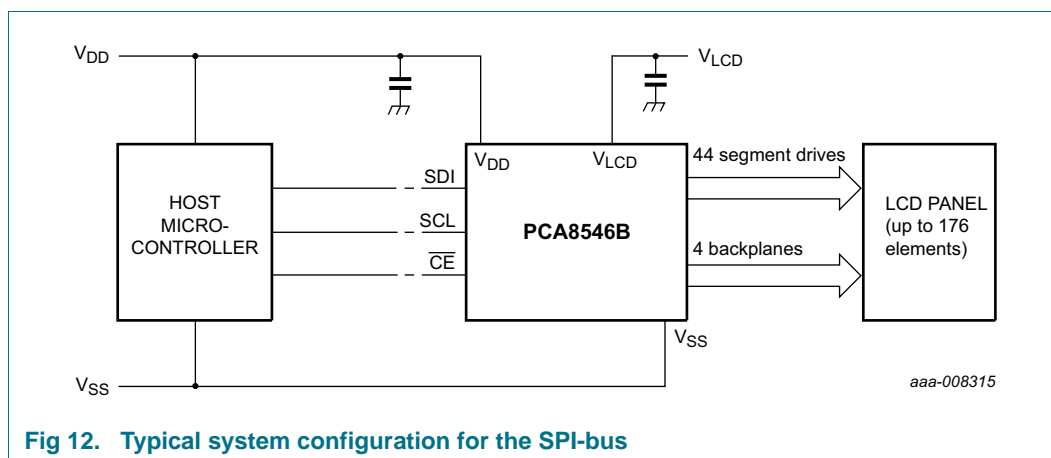 VDD
VLCD
VDD
VLCD
44 segment drives
SDI
HOST
MICRO-
CONTROLLER
SCL
PCA8546B
LCD PANEL
(up to 176
elements)
4 backplanes
CE
VSS
VSS
aaa-008315
Fig 12. Typical system configuration for the SPI-bus